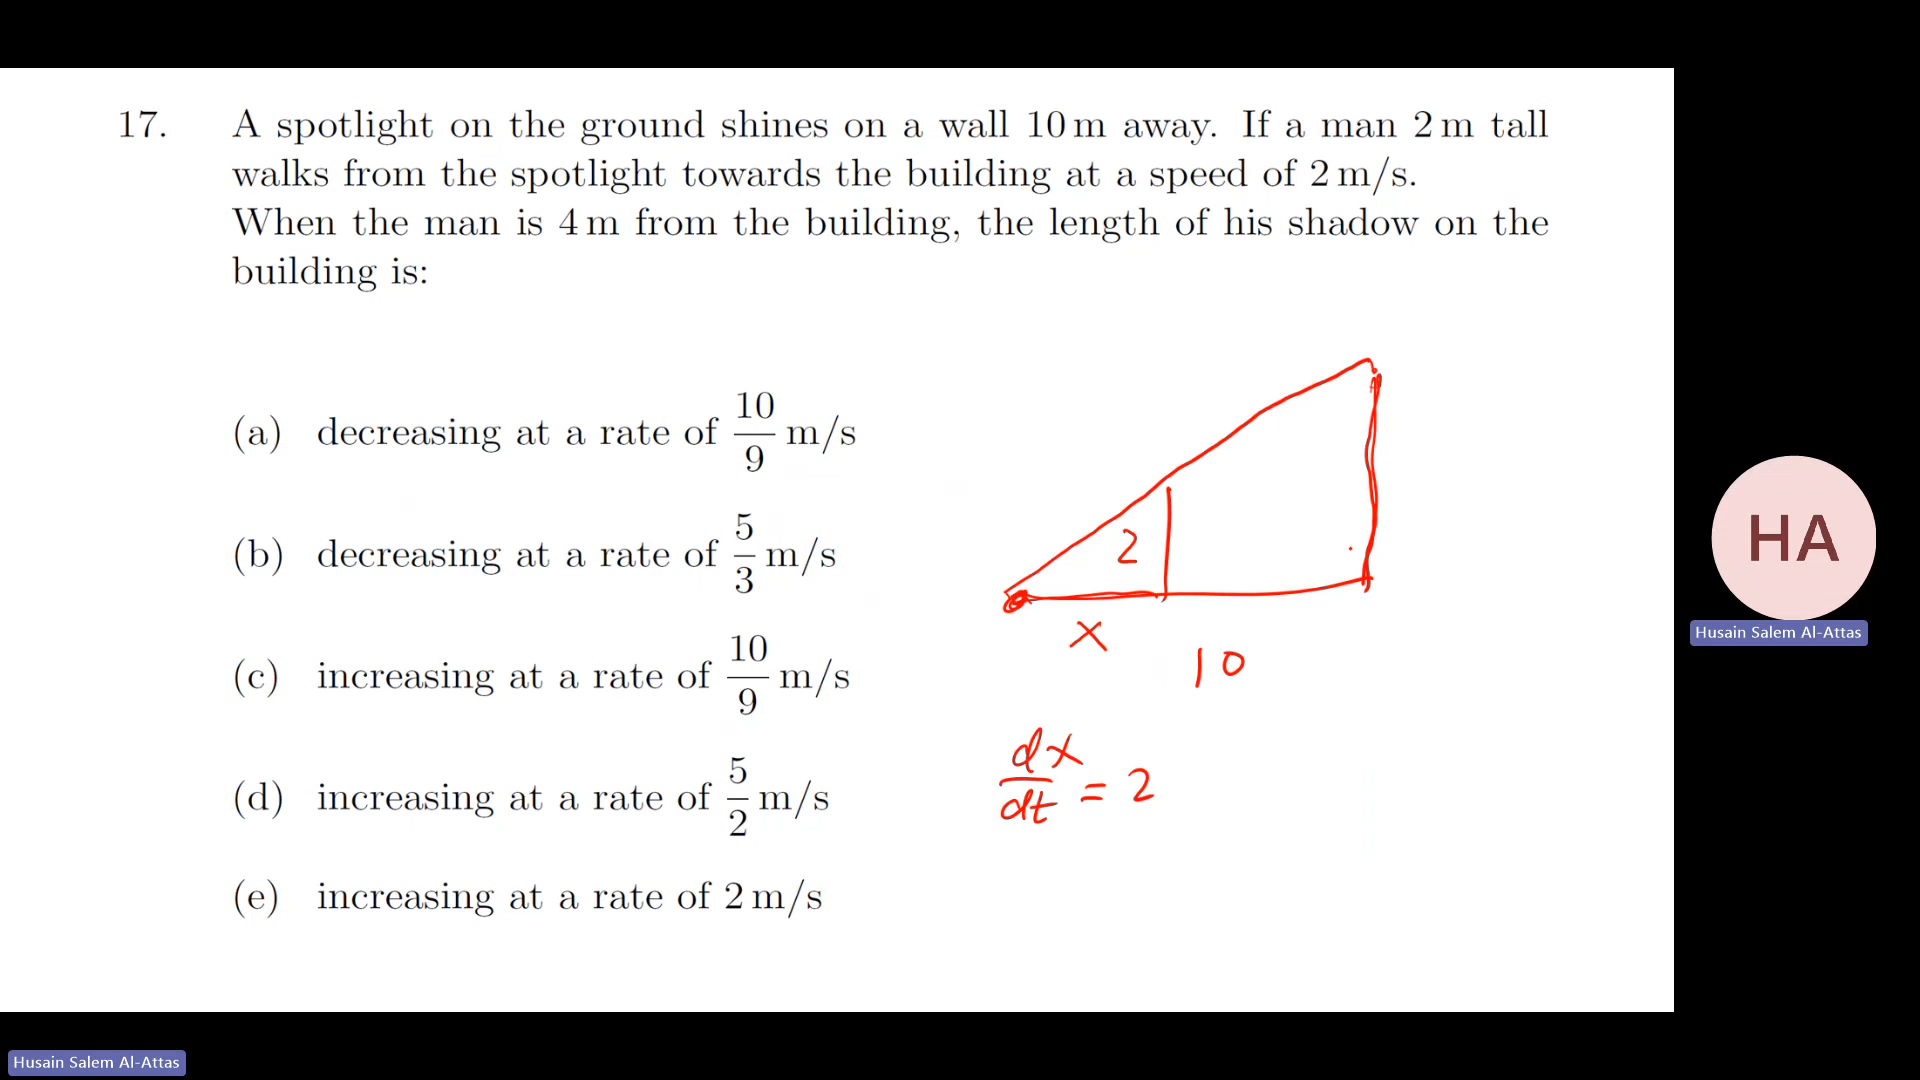 17. A spotlight on the ground shines on a wall 10 m away. If a man 2 m tall
walks from the spotlight towards the building at a speed of 2 m/s.
When the man is 4 m from the building, the length of his shadow on the
building is:
(a) decreasing at a rate of 10/9 m/s
(b) decreasing at a rate of 5/3 m/s
(c) increasing at a rate of 10/9 m/s
(d) increasing at a rate of 5/2 m/s
(e) increasing at a rate of 2 m/s
2
x
10
dx/dt = 2
HA
Husain Salem Al-Attas
Husain Salem Al-Attas